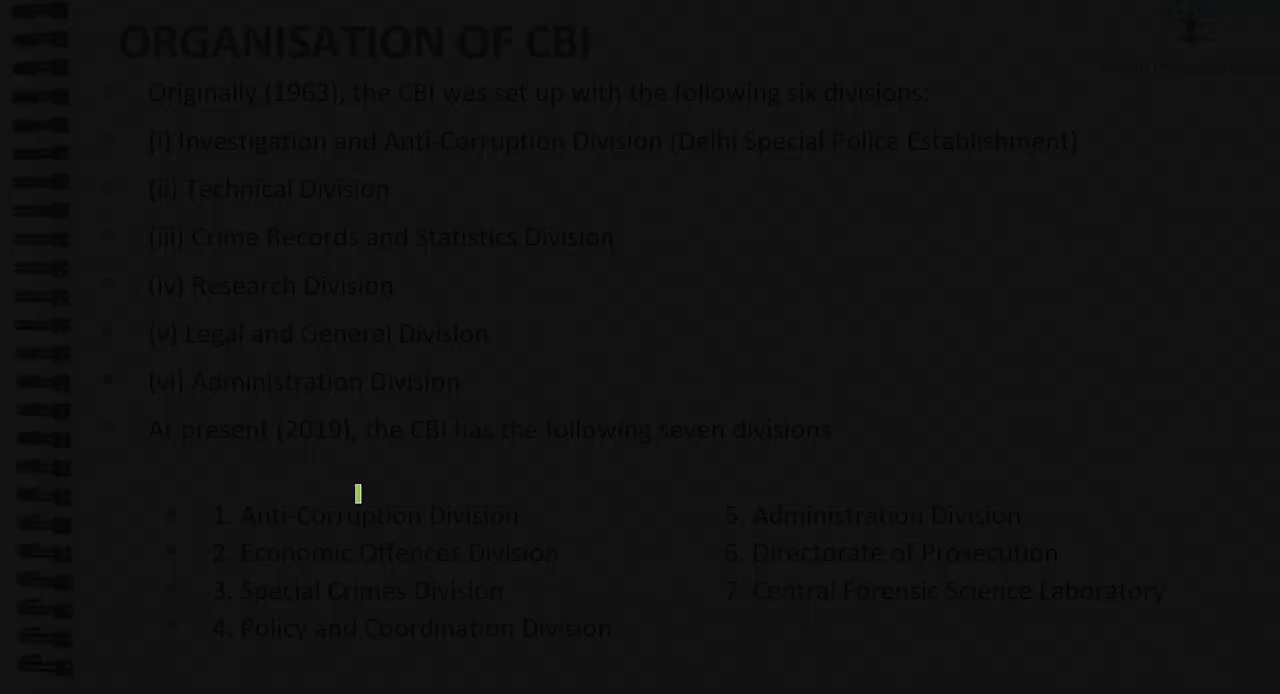 ORGANISATION OF CBI
Originally (1963), the CBI was set up with the following six divisions:
(i) Investigation and Anti-Corruption Division (Delhi Special Police Establishment)
(ii) Technical Division
(iii) Crime Records and Statistics Division
(iv) Research Division
(v) Legal and General Division
(vi) Administration Division
At present (2019), the CBI has the following seven divisions
1. Anti-Corruption Division
2. Economic Offences Division
3. Special Crimes Division
4. Policy and Coordination Division
5. Administration Division
6. Directorate of Prosecution
7. Central Forensic Science Laboratory